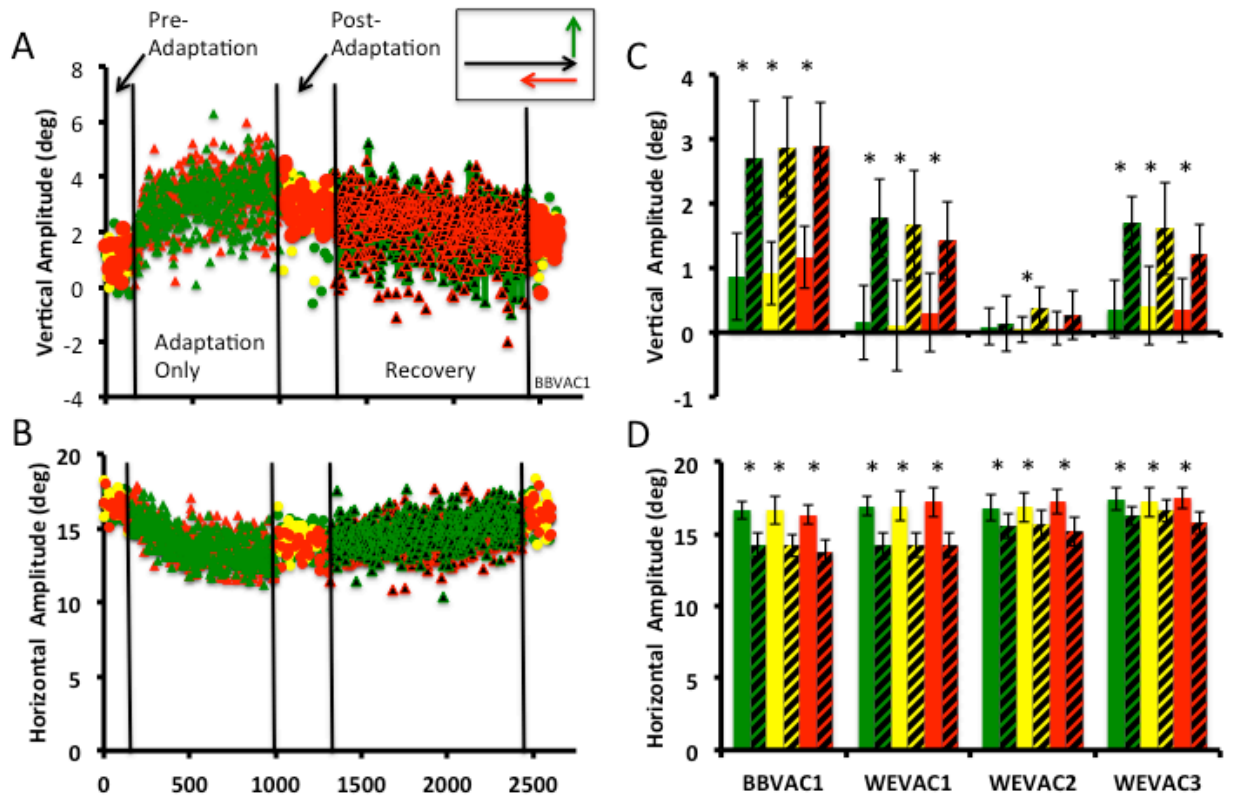 A
Pre-
Adaptation
Post-
Adaptation
8
6
4
2
0
-2
-4
Vertical Amplitude (deg)
Adaptation
Only
Recovery
BBVAC1
B
20
15
10
5
0
Horizontal Amplitude (deg)
0 500 1000 1500 2000 2500
C
* * *
* * *
*
* * *
4
3
2
1
0
-1
Vertical Amplitude (deg)
D
* * * * * * * * * * * *
20
15
10
5
0
Horizontal Amplitude (deg)
BBVAC1 WEVAC1 WEVAC2 WEVAC3